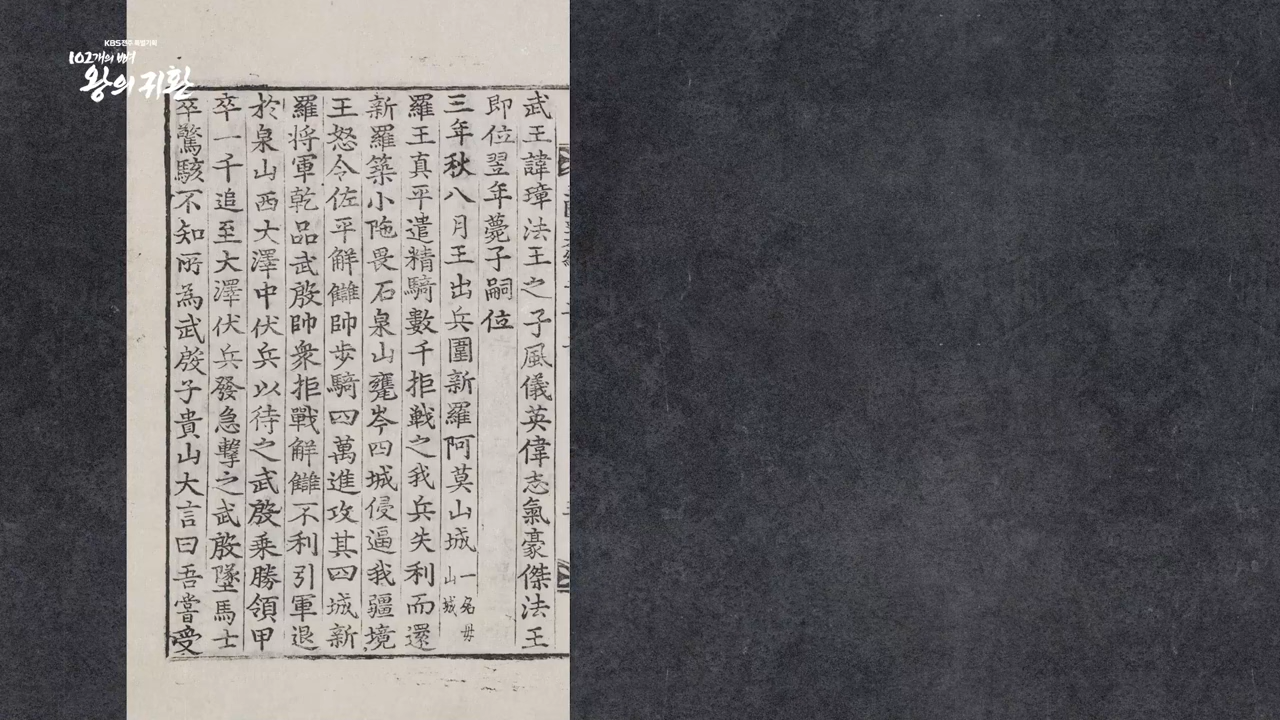 KBS전주 특별기획
102개의 뼈
왕의 귀환
武王諱璋法王之子風儀英偉志氣豪傑法王
即位翌年薨子嗣位
三年秋八月王出兵圍新羅阿莫山城一名毋山城
羅王真平遣精騎數千拒戰之我兵失利而還
新羅築小陁畏石泉山甕岑四城侵逼我疆境
王怒令佐平解讎帥步騎四萬進攻其四城新
羅將軍乾品武殷帥衆拒戰解讎不利引軍退
於泉山西大澤中伏兵以待之武殷乘勝領甲
卒一千追至大澤伏兵發急擊之武殷墜馬士
卒驚駭不知所為武殷子貴山大言曰吾嘗受